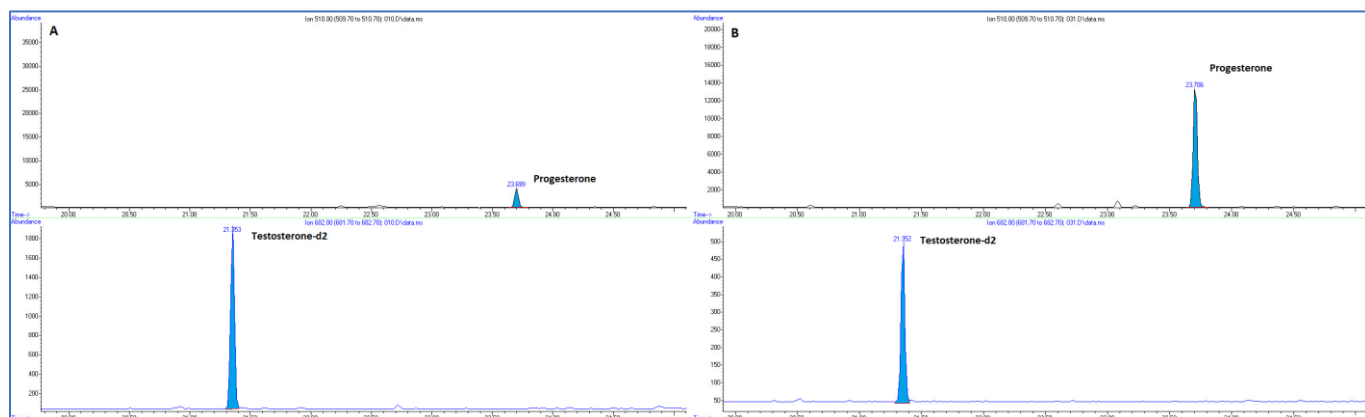 Abundance
Ion 510.00 (509.70 to 510.70): 010.D\data.ms
A
35000
30000
25000
20000
15000
10000
5000
23.699
Progesterone
Time-->
20.00 20.50 21.00 21.50 22.00 22.50 23.00 23.50 24.00 24.50
Abundance
Ion 682.00 (681.70 to 682.70): 010.D\data.ms
21.353
Testosterone-d2
1800
1600
1400
1200
1000
800
600
400
200
Abundance
Ion 510.00 (509.70 to 510.70): 031.D\data.ms
B
20000
18000
16000
14000
12000
10000
8000
6000
4000
2000
Progesterone
23.706
Time-->
20.00 20.50 21.00 21.50 22.00 22.50 23.00 23.50 24.00 24.50
Abundance
Ion 682.00 (681.70 to 682.70): 031.D\data.ms
21.352
Testosterone-d2
500
450
400
350
300
250
200
150
100
50